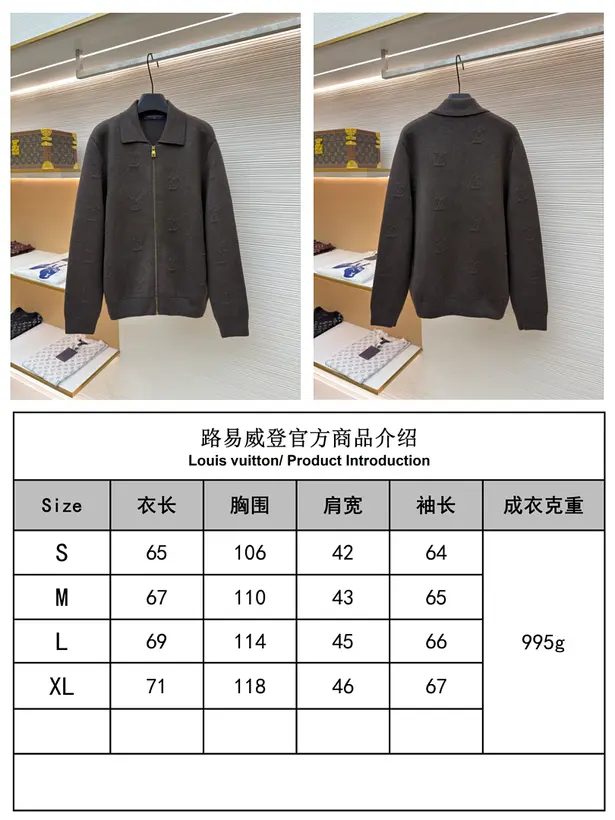 路易威登官方商品介绍
Louis vuitton/ Product Introduction
Size 衣长 胸围 肩宽 袖长 成衣克重
S 65 106 42 64
M 67 110 43 65
L 69 114 45 66
XL 71 118 46 67
995g